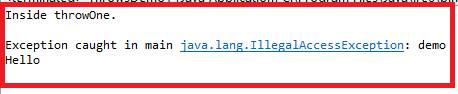 Inside throwOne.
Exception caught in main java.lang.IllegalAccessException: demo
Hello